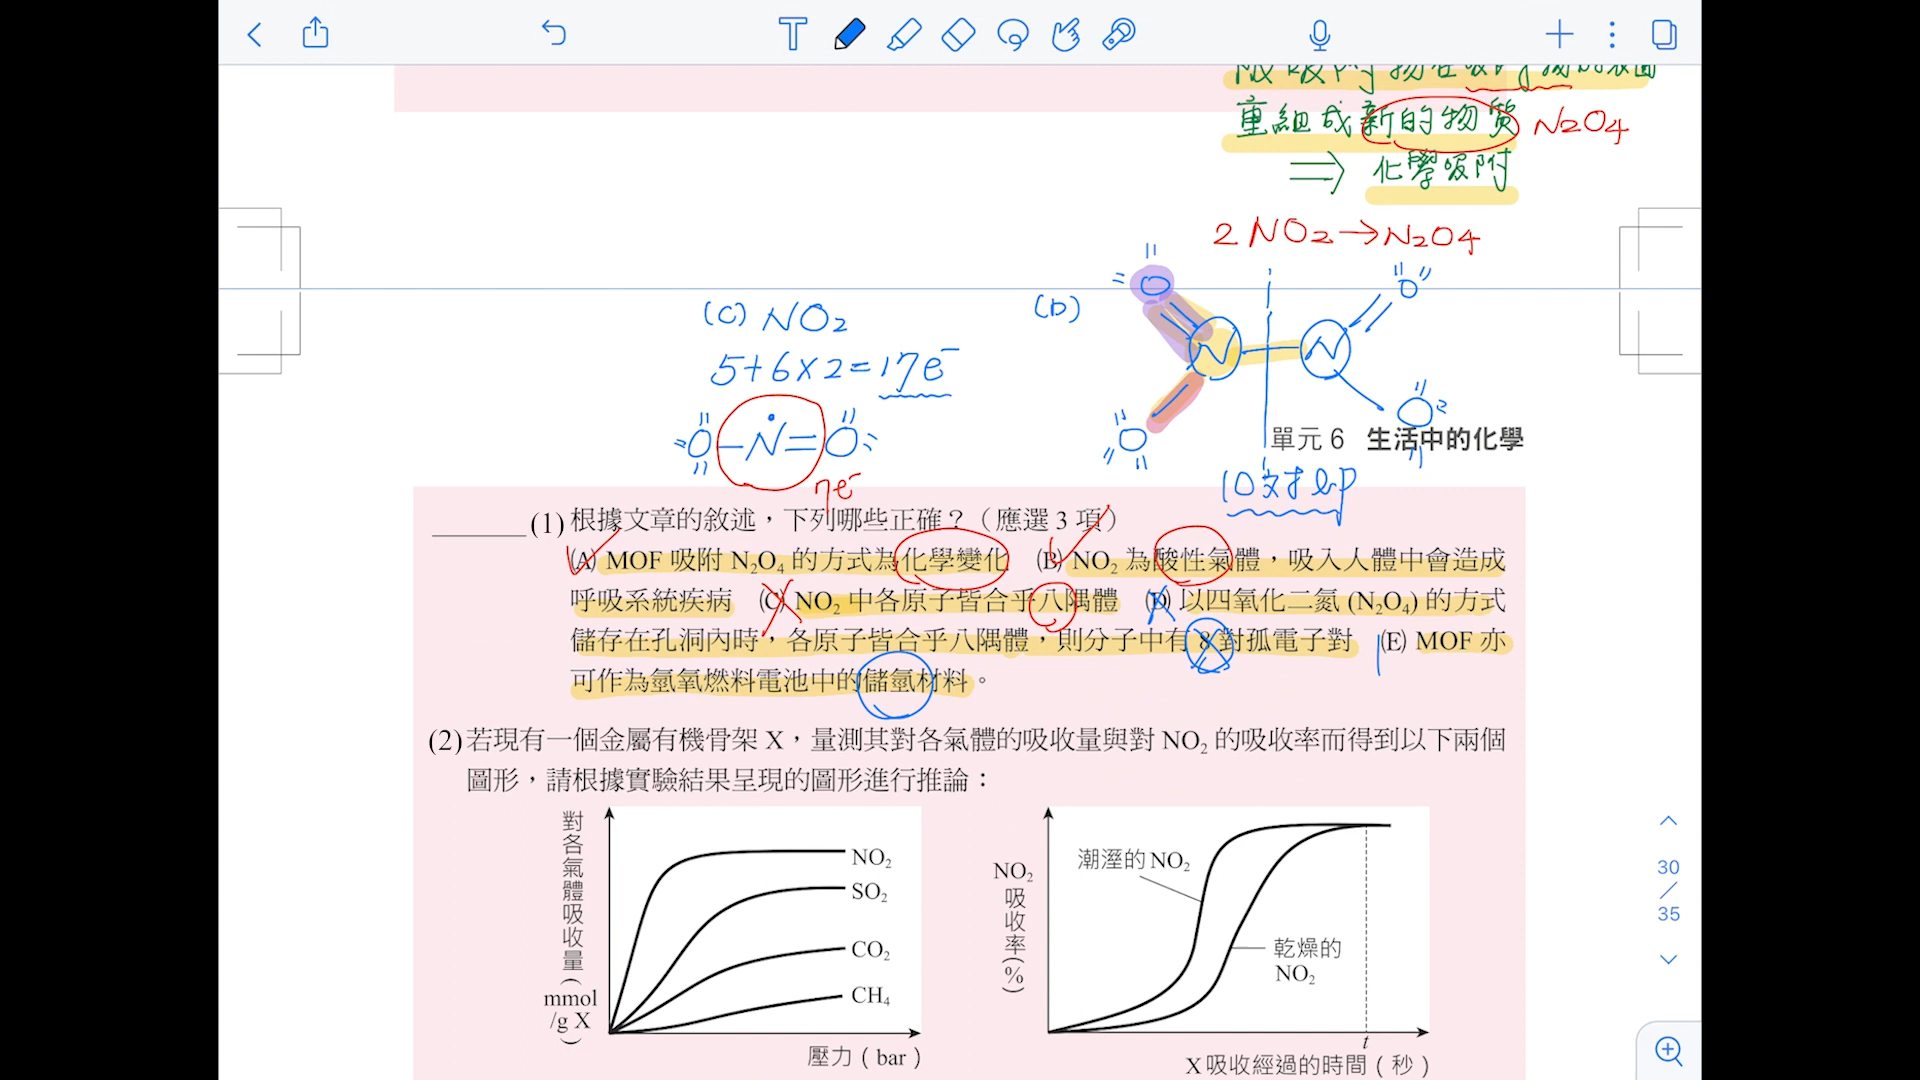 重組成新的物質 N2O4
⇒ 化學吸附
2NO2→N2O4
(C) NO2
5+6×2=17e⁻
O–N=O
7e⁻
(D)
O
N
N
O
O
O
單元 6 生活中的化學
10對lp
(1) 根據文章的敘述，下列哪些正確？（應選 3 項）
(A) MOF 吸附 N₂O₄ 的方式為化學變化 (B) NO₂ 為酸性氣體，吸入人體中會造成
呼吸系統疾病 (C) NO₂ 中各原子皆合乎八隅體 (D) 以四氧化二氮 (N₂O₄) 的方式
儲存在孔洞內時，各原子皆合乎八隅體，則分子中有 8 對孤電子對 (E) MOF 亦
可作為氫氧燃料電池中的儲氫材料。
(2) 若現有一個金屬有機骨架 X，量測其對各氣體的吸收量與對 NO₂ 的吸收率而得到以下兩個
圖形，請根據實驗結果呈現的圖形進行推論：
對各氣體吸收量(mmol/g X)
NO₂
SO₂
CO₂
CH₄
壓力（bar）
NO₂吸收率(%)
潮溼的 NO₂
乾燥的
NO₂
t
X 吸收經過的時間（秒）
30
/
35